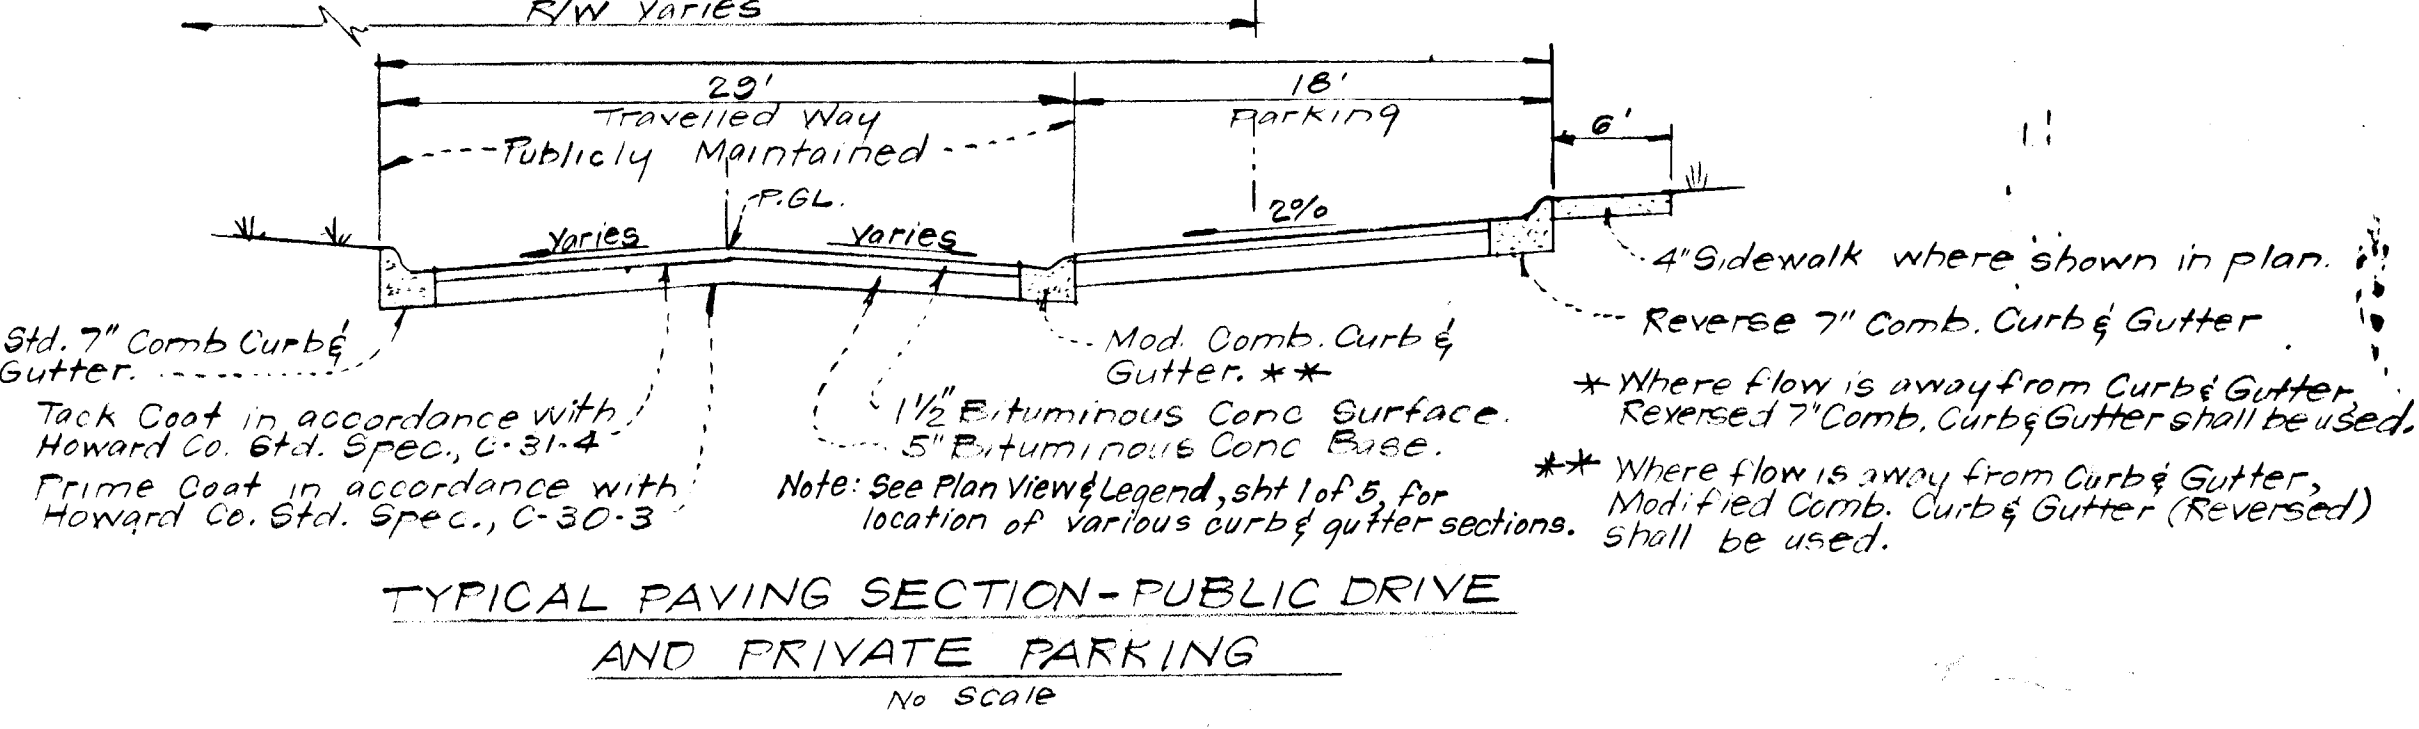 R/W Varies
29'
18'
Travelled Way
Parking
6'
Publicly Maintained
P.GL.
Varies
Varies
2%
4" Sidewalk where shown in plan.
Std. 7" Comb Curb &
Gutter.
Mod. Comb. Curb &
Gutter. **
Reverse 7" Comb. Curb & Gutter
Tack Coat in accordance with
Howard Co. Std. Spec., C-31-4
1½" Bituminous Conc Surface.
5" Bituminous Conc Base.
* Where flow is away from Curb & Gutter,
Reversed 7" Comb. Curb & Gutter shall be used.
Prime Coat in accordance with
Howard Co. Std. Spec., C-30-3
Note: See Plan View & Legend, sht 1 of 5, for
location of various curb & gutter sections.
** Where flow is away from Curb & Gutter,
Modified Comb. Curb & Gutter (Reversed)
shall be used.
TYPICAL PAVING SECTION-PUBLIC DRIVE
AND PRIVATE PARKING
No Scale